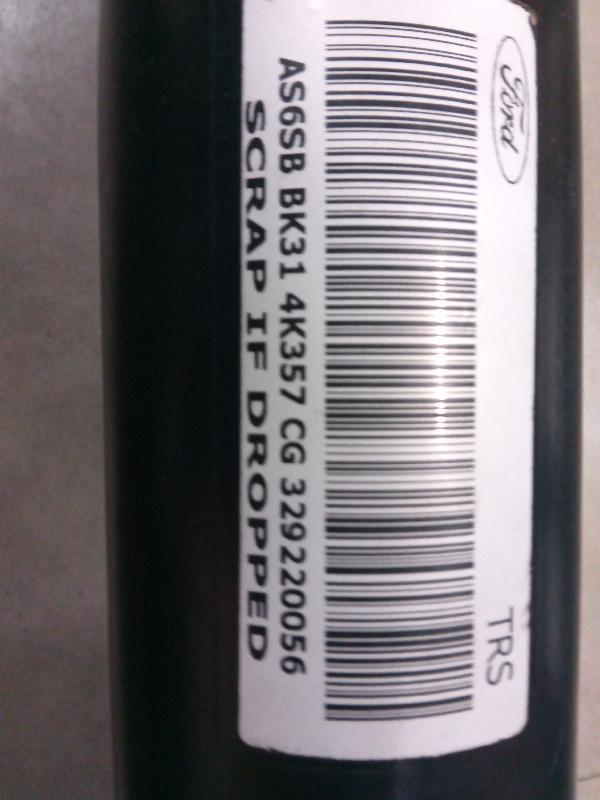 Ford
TRS
AS6SB BK31 4K357 CG 329220056
SCRAP IF DROPPED